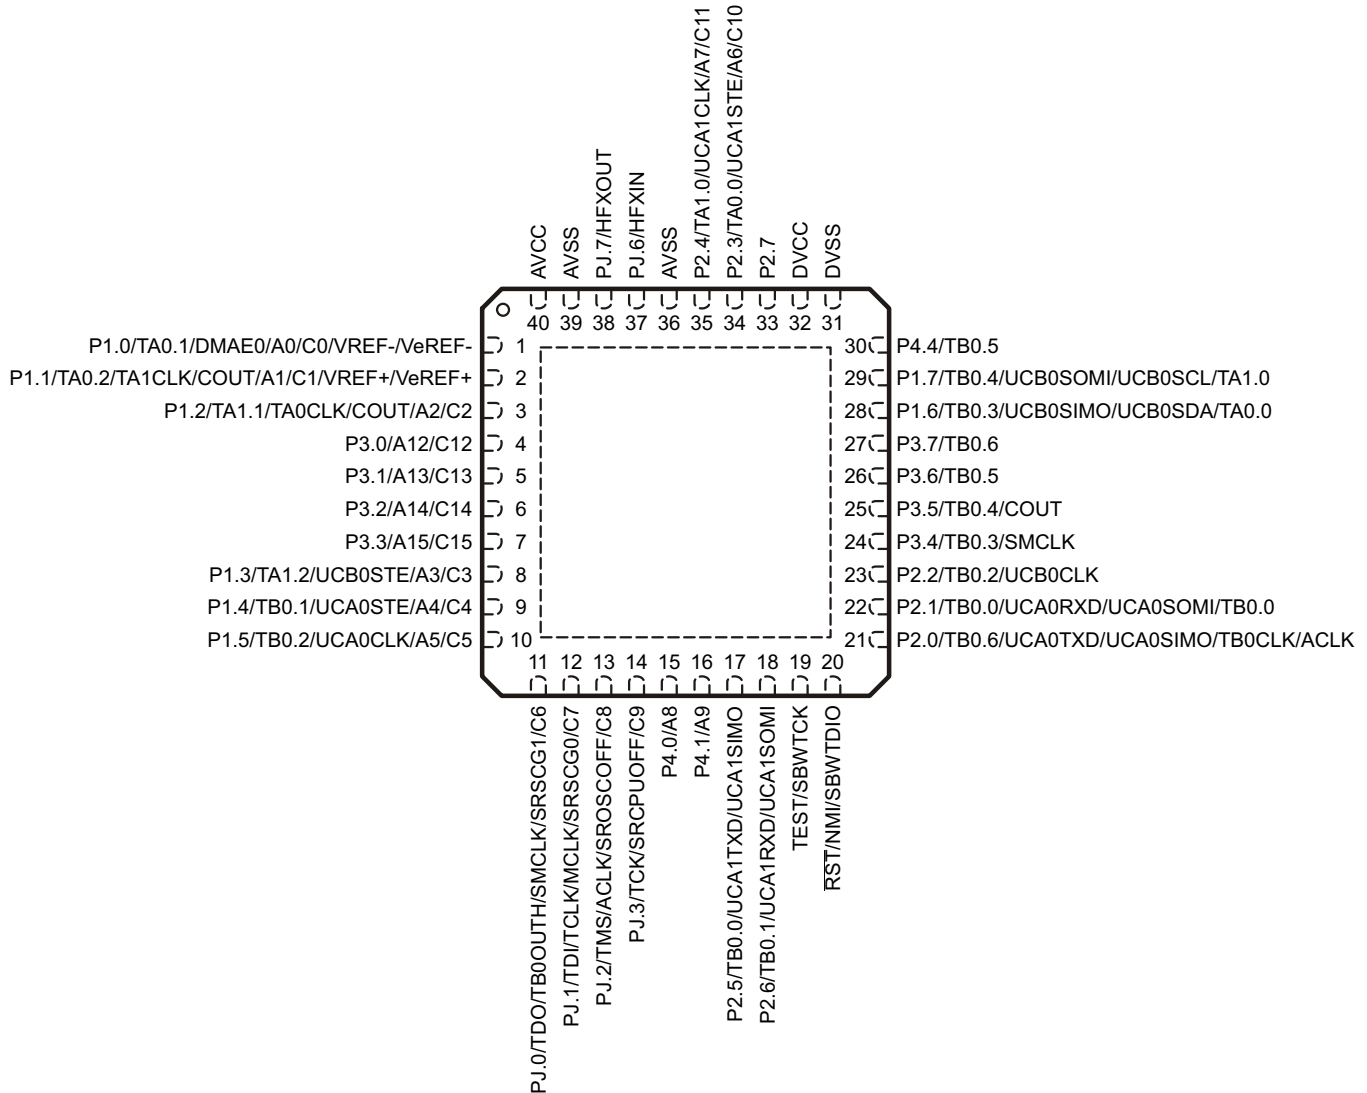 P2.4/TA1.0/UCA1CLK/A7/C11
P2.3/TA0.0/UCA1STE/A6/C10
AVCC
AVSS
PJ.7/HFXOUT
PJ.6/HFXIN
AVSS
P2.7
DVCC
DVSS
40 39 38 37 36 35 34 33 32 31
P1.0/TA0.1/DMAE0/A0/C0/VREF-/VeREF- 1
P1.1/TA0.2/TA1CLK/COUT/A1/C1/VREF+/VeREF+ 2
P1.2/TA1.1/TA0CLK/COUT/A2/C2 3
P3.0/A12/C12 4
P3.1/A13/C13 5
P3.2/A14/C14 6
P3.3/A15/C15 7
P1.3/TA1.2/UCB0STE/A3/C3 8
P1.4/TB0.1/UCA0STE/A4/C4 9
P1.5/TB0.2/UCA0CLK/A5/C5 10
30 P4.4/TB0.5
29 P1.7/TB0.4/UCB0SOMI/UCB0SCL/TA1.0
28 P1.6/TB0.3/UCB0SIMO/UCB0SDA/TA0.0
27 P3.7/TB0.6
26 P3.6/TB0.5
25 P3.5/TB0.4/COUT
24 P3.4/TB0.3/SMCLK
23 P2.2/TB0.2/UCB0CLK
22 P2.1/TB0.0/UCA0RXD/UCA0SOMI/TB0.0
21 P2.0/TB0.6/UCA0TXD/UCA0SIMO/TB0CLK/ACLK
11 12 13 14 15 16 17 18 19 20
PJ.0/TDO/TB0OUTH/SMCLK/SRSCG1/C6
PJ.1/TDI/TCLK/MCLK/SRSCG0/C7
PJ.2/TMS/ACLK/SROSCOFF/C8
PJ.3/TCK/SRCPUOFF/C9
P4.0/A8
P4.1/A9
P2.5/TB0.0/UCA1TXD/UCA1SIMO
P2.6/TB0.1/UCA1RXD/UCA1SOMI
TEST/SBWTCK
RST/NMI/SBWTDIO